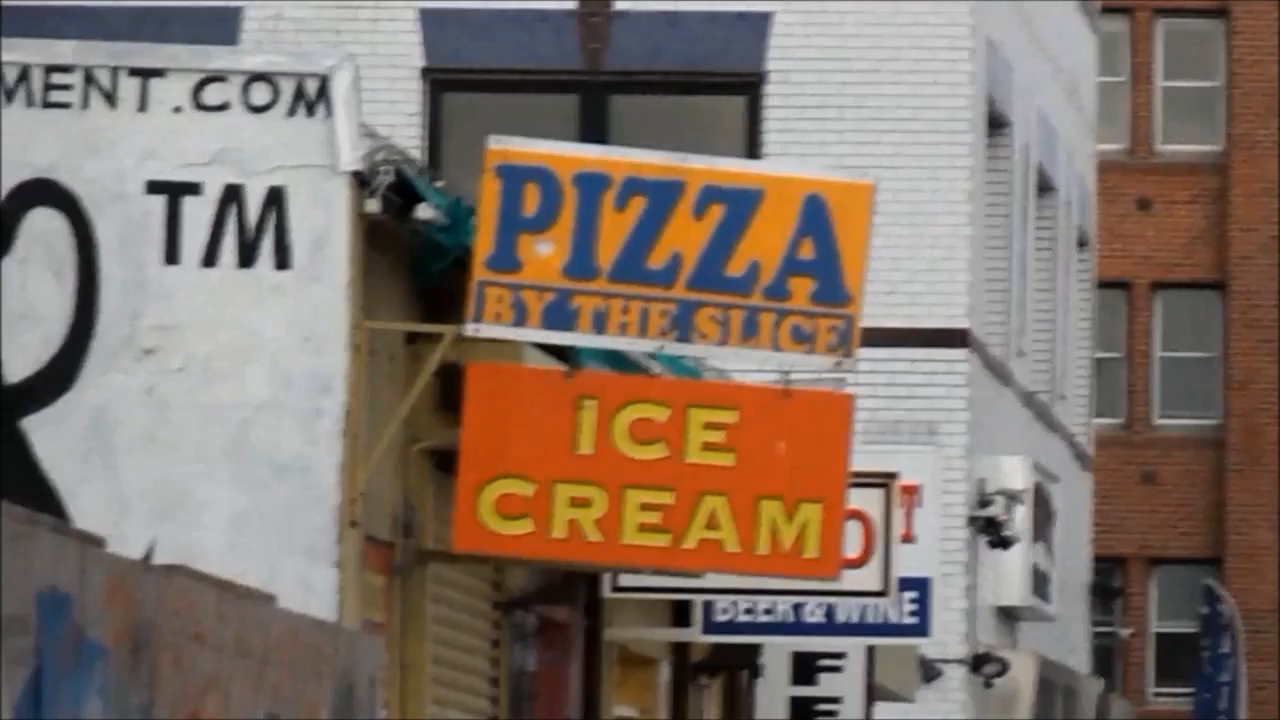 MENT.COM
TM
PIZZA
BY THE SLICE
ICE
CREAM
BEER & WINE